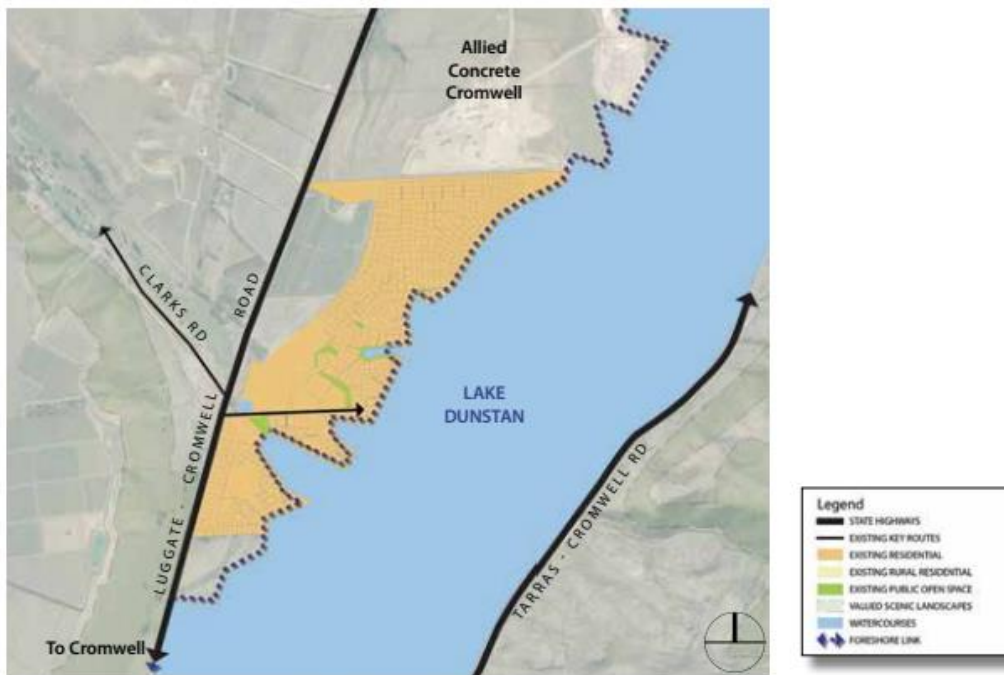 Allied
Concrete
Cromwell
CLARKS RD
LUGGATE - CROMWELL ROAD
LAKE
DUNSTAN
TARRAS - CROMWELL RD
To Cromwell
Legend
STATE HIGHWAYS
EXISTING KEY ROUTES
EXISTING RESIDENTIAL
EXISTING RURAL RESIDENTIAL
EXISTING PUBLIC OPEN SPACE
VALUED SCENIC LANDSCAPES
WATERCOURSES
FORESHORE LINK